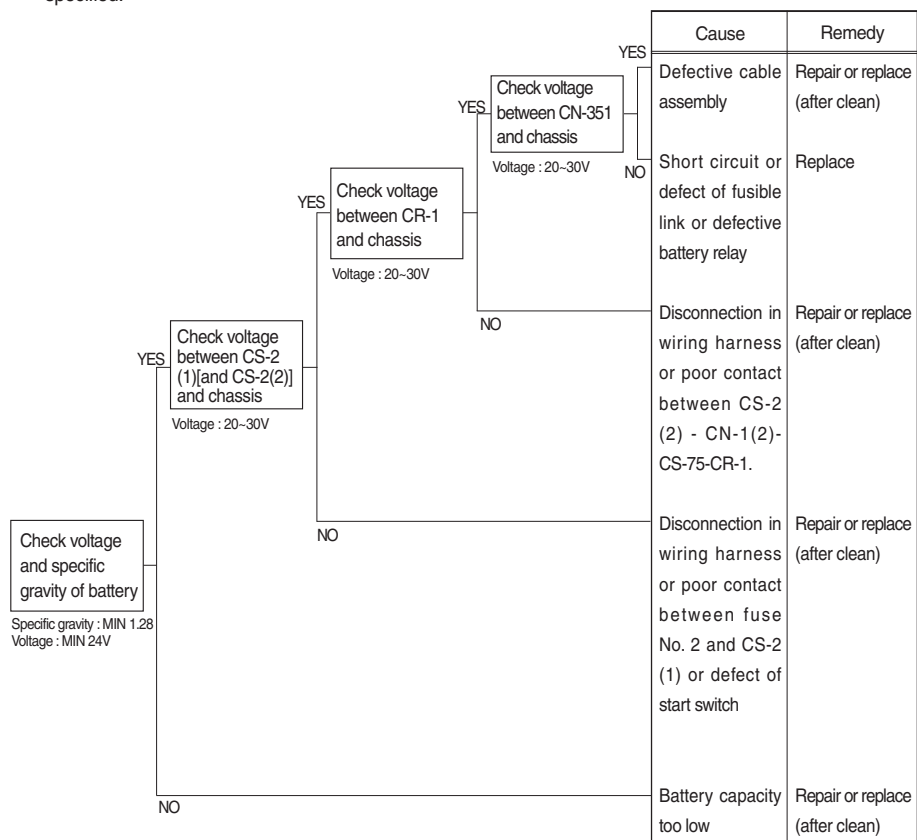 specified.
Cause
Remedy
YES
Defective cable
assembly
Repair or replace
(after clean)
YES
Check voltage
between CN-351
and chassis
Voltage : 20~30V
NO
Short circuit or
defect of fusible
link or defective
battery relay
Replace
YES
Check voltage
between CR-1
and chassis
Voltage : 20~30V
NO
Disconnection in
wiring harness
or poor contact
between CS-2
(2) - CN-1(2)-
CS-75-CR-1.
Repair or replace
(after clean)
YES
Check voltage
between CS-2
(1)[and CS-2(2)]
and chassis
Voltage : 20~30V
NO
Disconnection in
wiring harness
or poor contact
between fuse
No. 2 and CS-2
(1) or defect of
start switch
Repair or replace
(after clean)
Check voltage
and specific
gravity of battery
Specific gravity : MIN 1.28
Voltage : MIN 24V
NO
Battery capacity
too low
Repair or replace
(after clean)